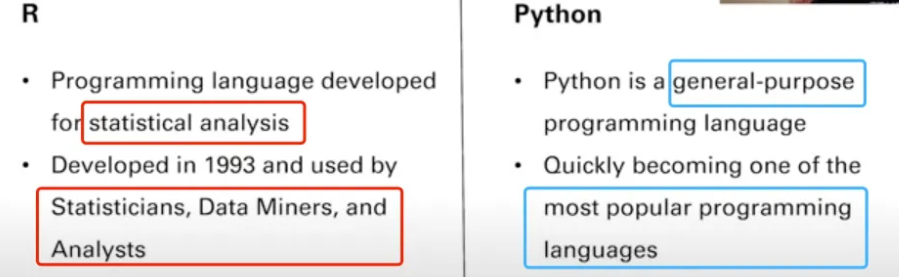 R
• Programming language developed
for statistical analysis
• Developed in 1993 and used by
Statisticians, Data Miners, and
Analysts
Python
• Python is a general-purpose
programming language
• Quickly becoming one of the
most popular programming
languages